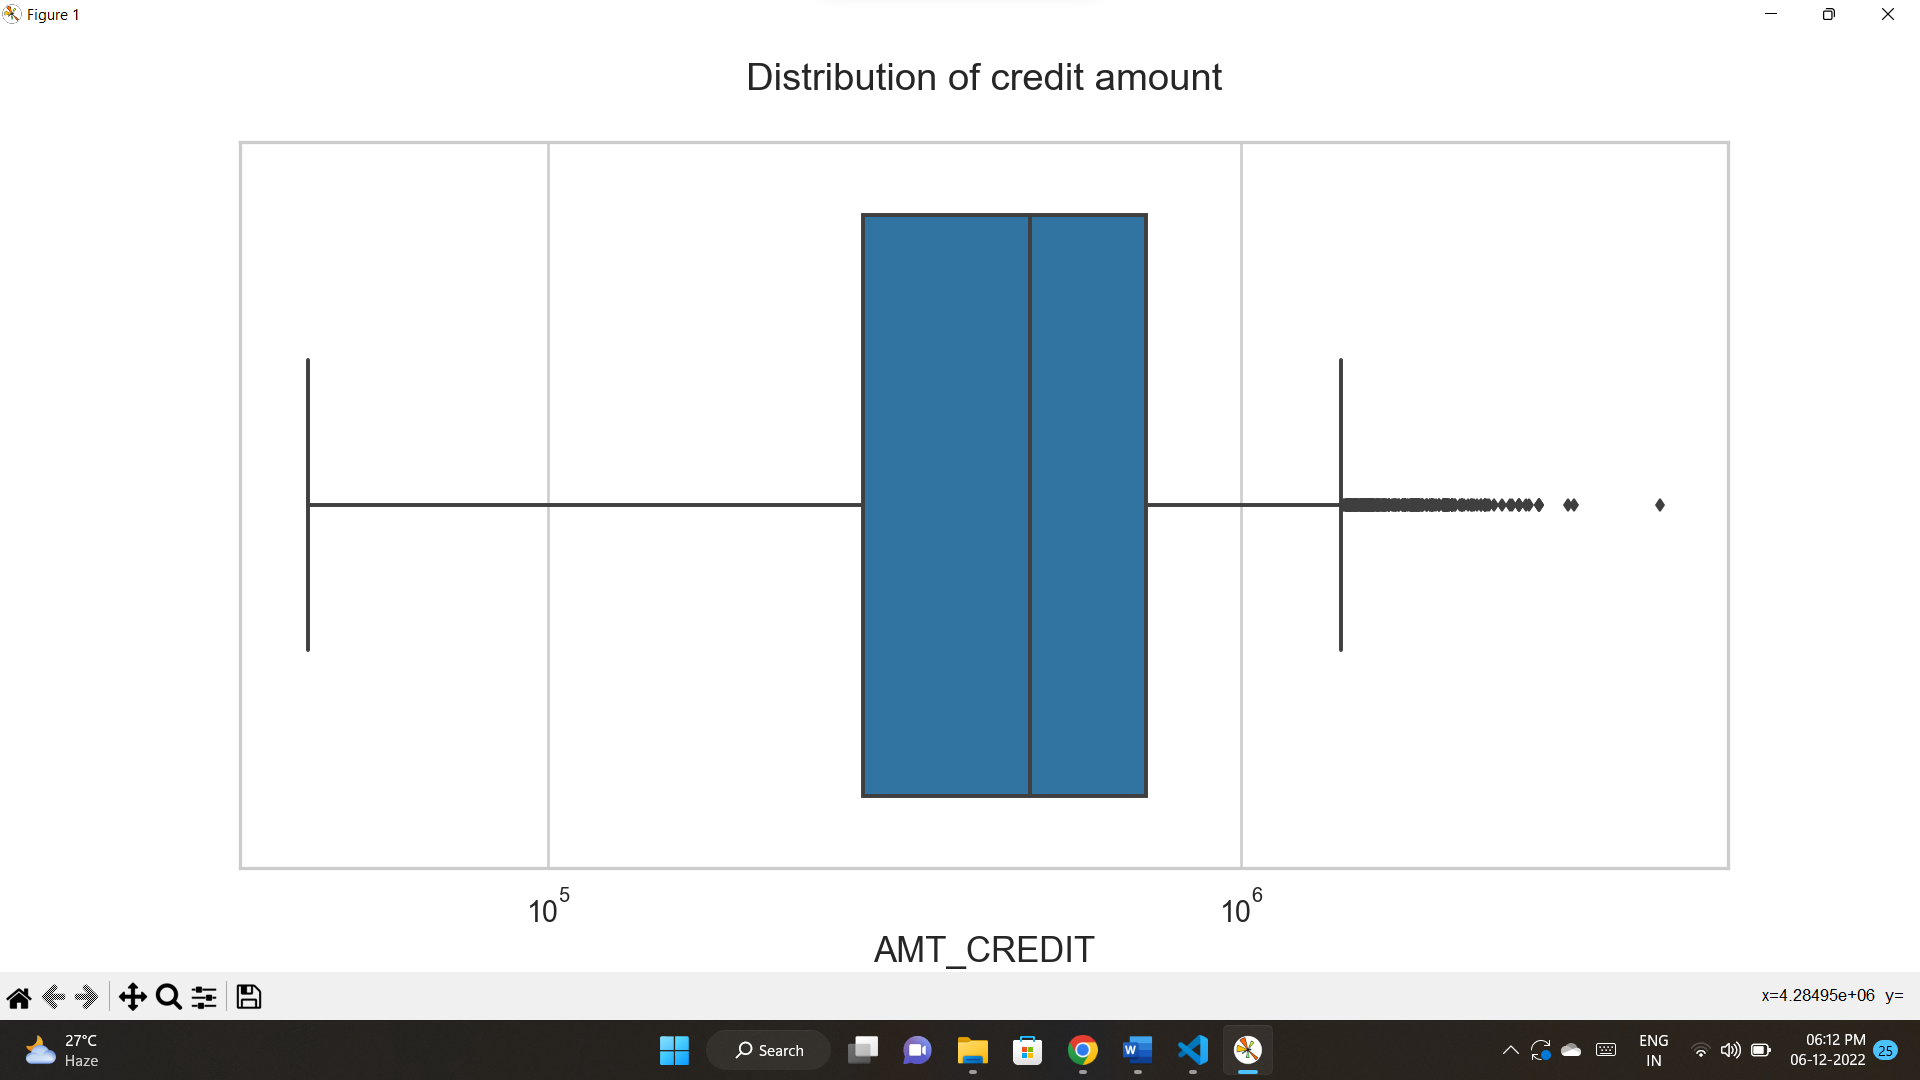 Figure 1
Distribution of credit amount
10^5
10^6
AMT_CREDIT
x=4.28495e+06 y=
27°C
Haze
Search
W
ENG
IN
06:12 PM
06-12-2022
25